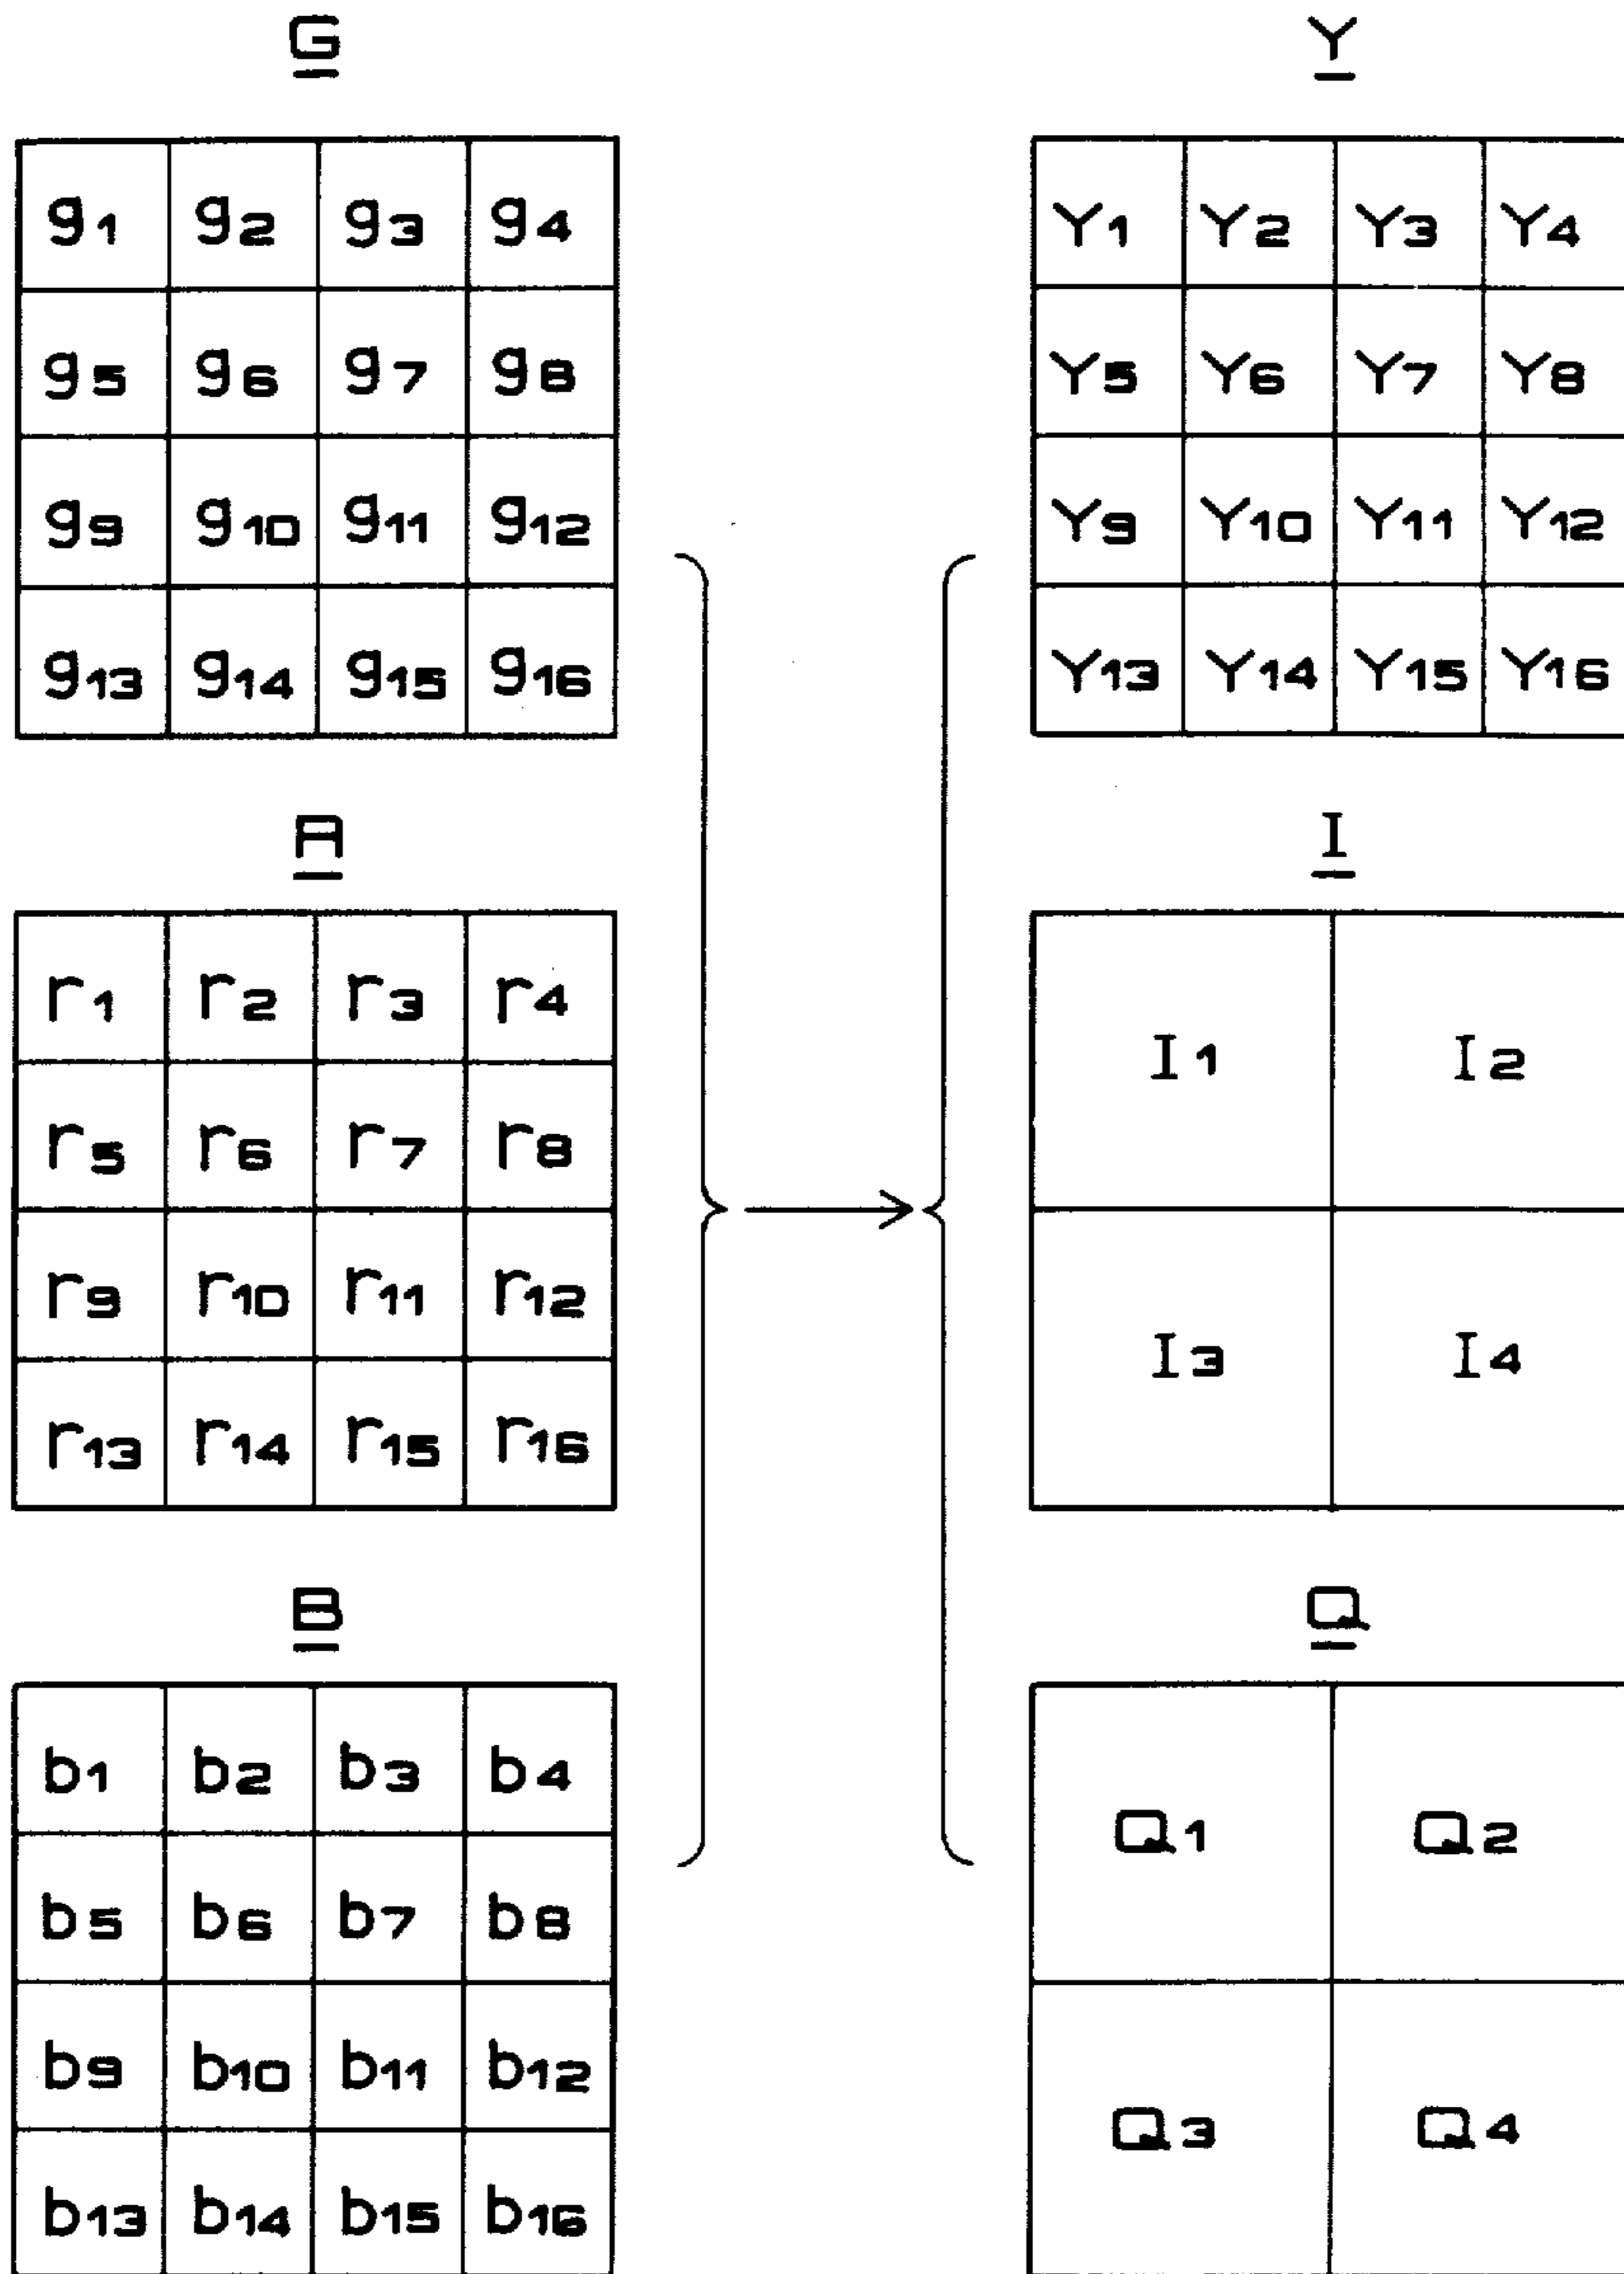 G
g1 g2 g3 g4
g5 g6 g7 g8
g9 g10 g11 g12
g13 g14 g15 g16
R
r1 r2 r3 r4
r5 r6 r7 r8
r9 r10 r11 r12
r13 r14 r15 r16
B
b1 b2 b3 b4
b5 b6 b7 b8
b9 b10 b11 b12
b13 b14 b15 b16
Y
Y1 Y2 Y3 Y4
Y5 Y6 Y7 Y8
Y9 Y10 Y11 Y12
Y13 Y14 Y15 Y16
I
I1 I2
I3 I4
Q
Q1 Q2
Q3 Q4